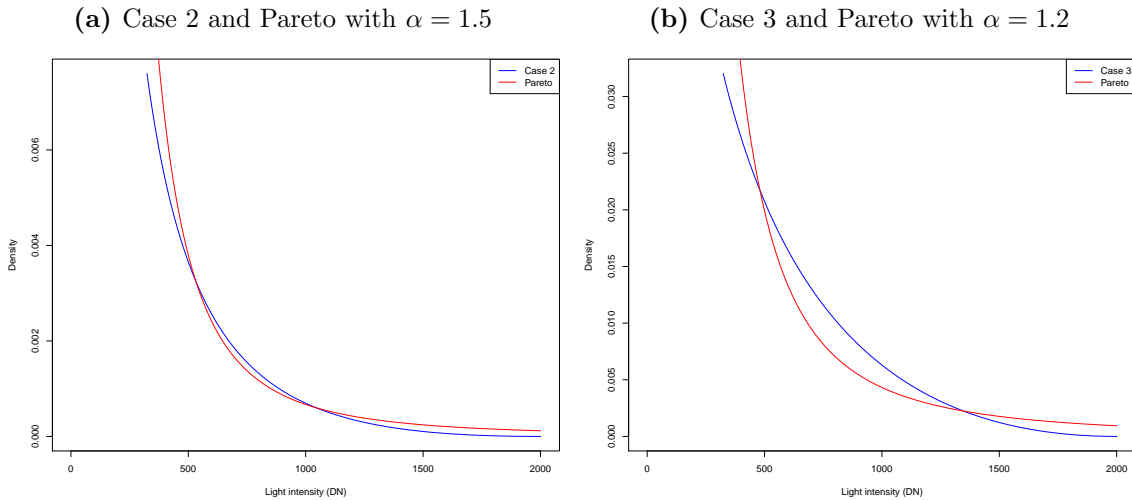 (a) Case 2 and Pareto with α = 1.5
Case 2
Pareto
0.006
0.004
0.002
0.000
Density
0 500 1000 1500 2000
Light intensity (DN)
(b) Case 3 and Pareto with α = 1.2
Case 3
Pareto
0.030
0.025
0.020
0.015
0.010
0.005
0.000
Density
0 500 1000 1500 2000
Light intensity (DN)